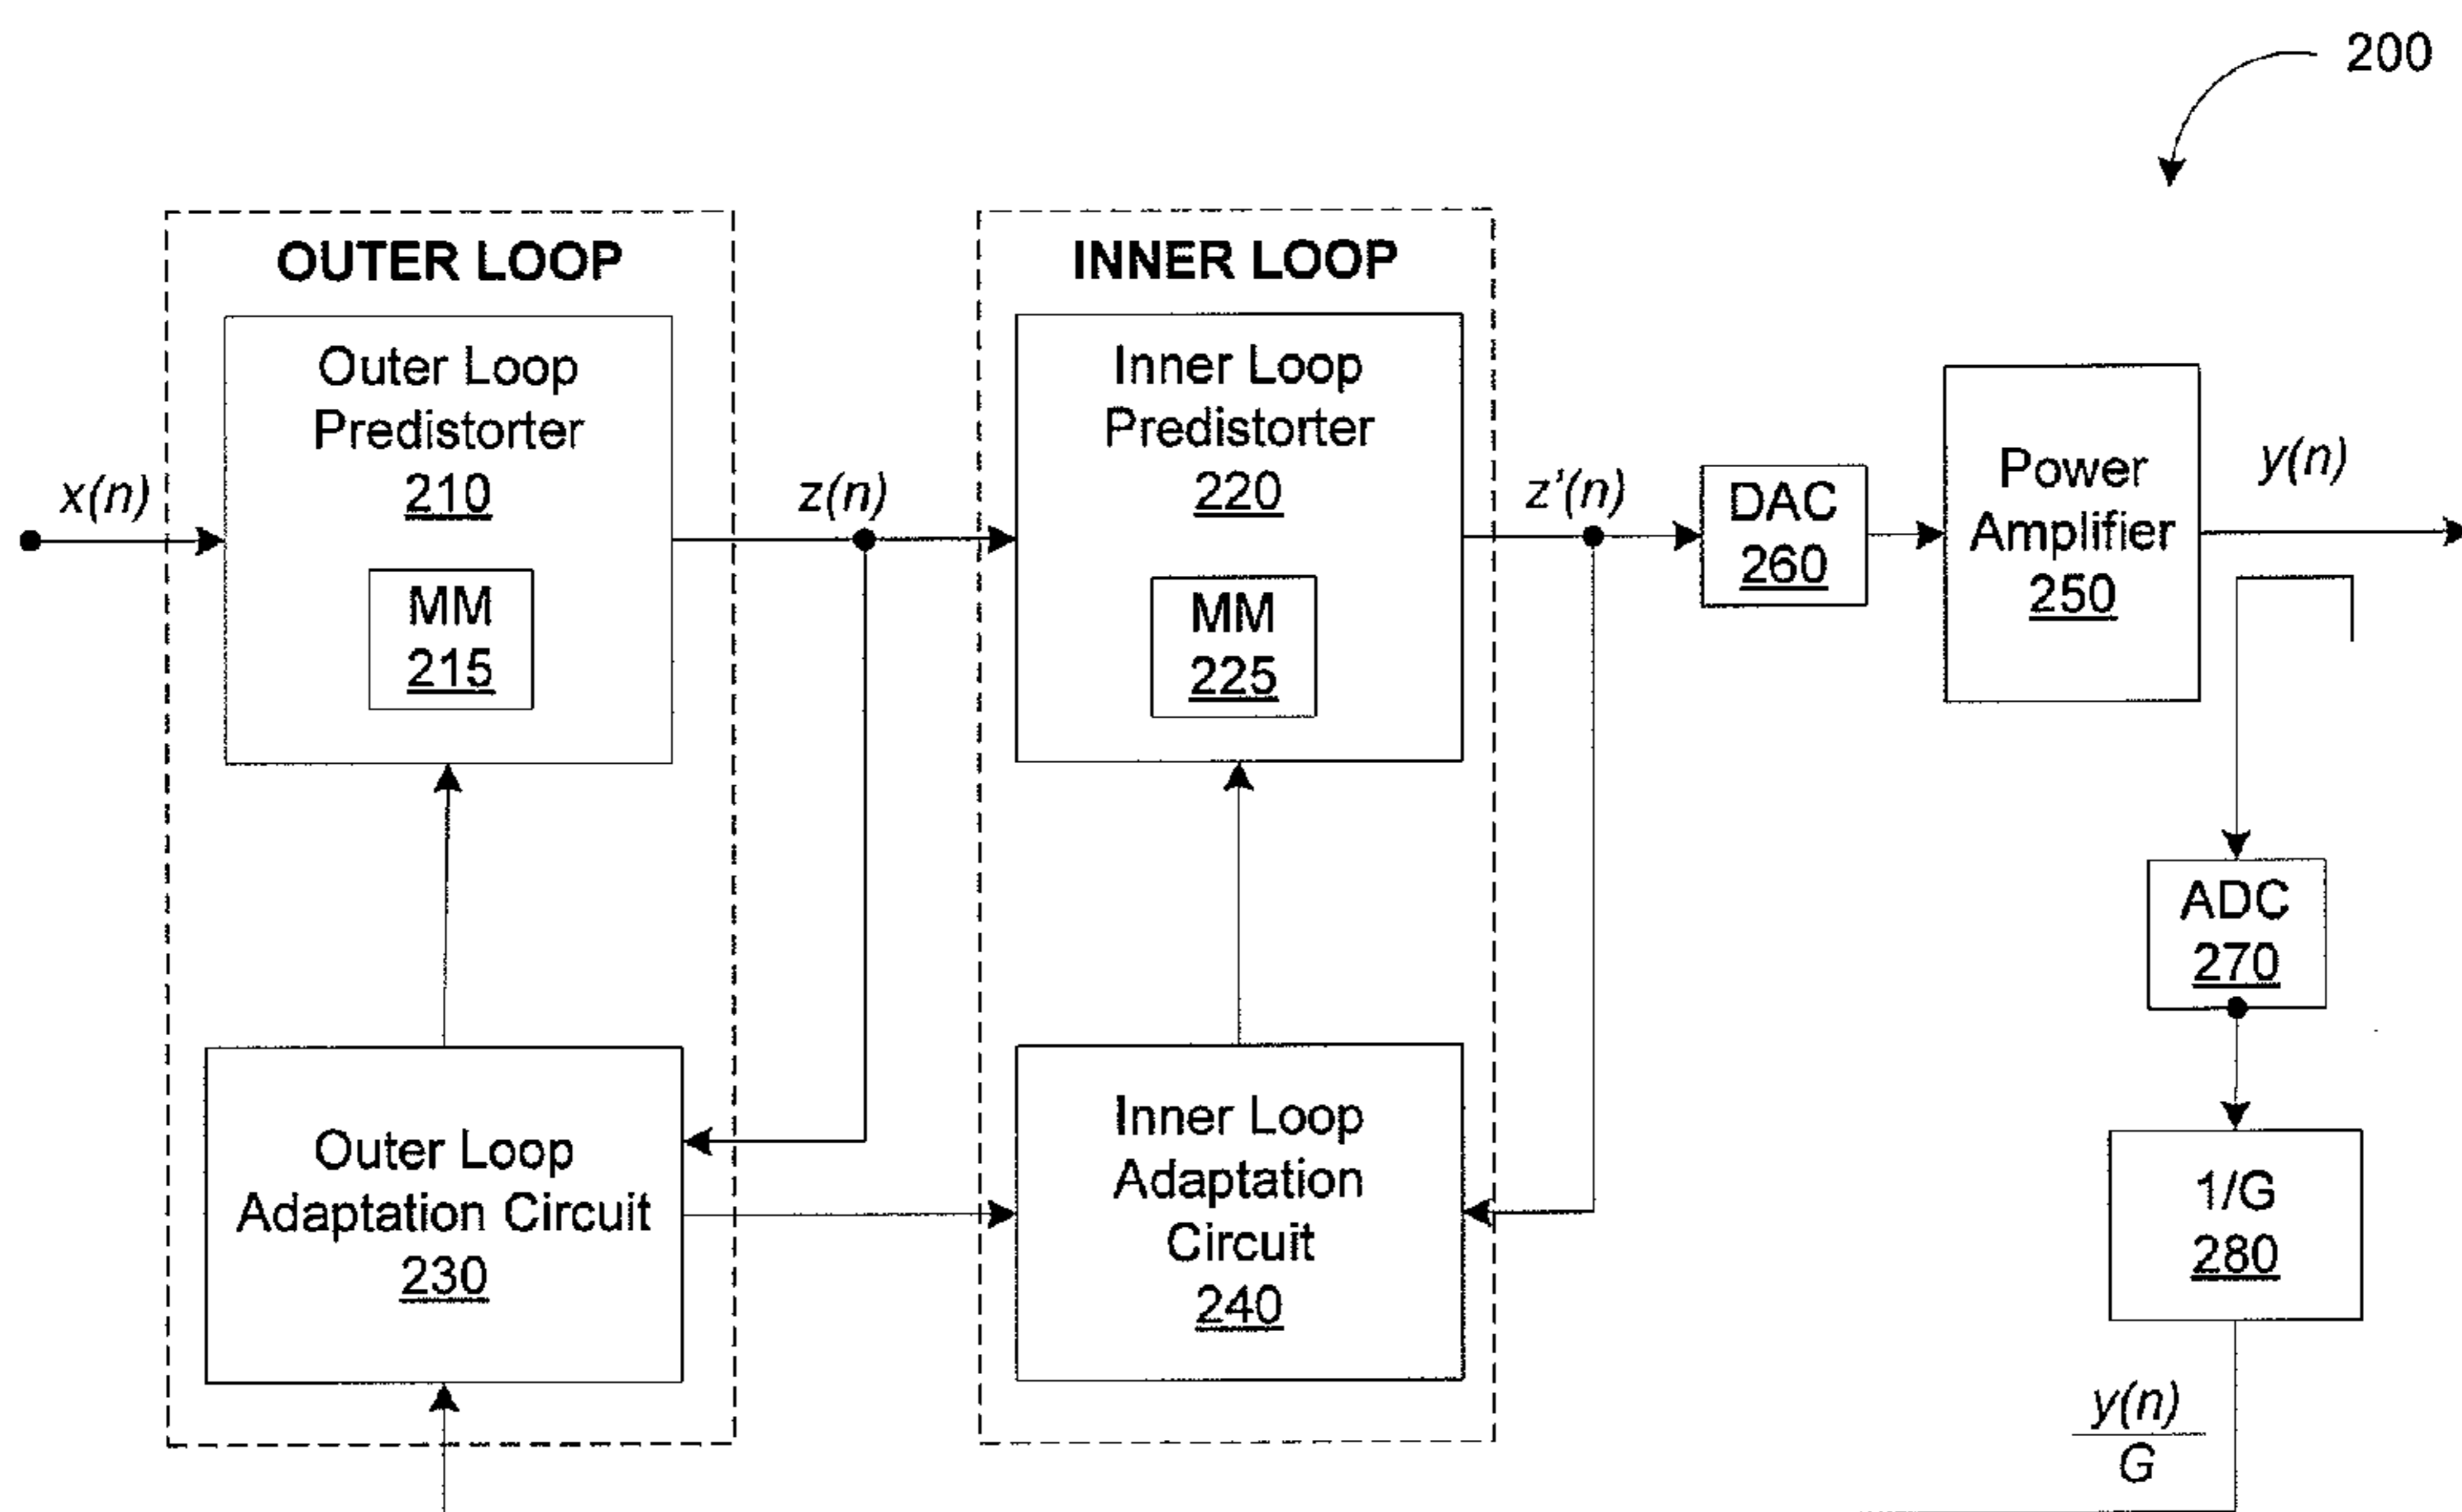 200
OUTER LOOP
Outer Loop
Predistorter
210
MM
215
x(n)
z(n)
INNER LOOP
Inner Loop
Predistorter
220
MM
225
z'(n)
DAC
260
Power
Amplifier
250
y(n)
ADC
270
1/G
280
y(n)
G
Outer Loop
Adaptation Circuit
230
Inner Loop
Adaptation
Circuit
240